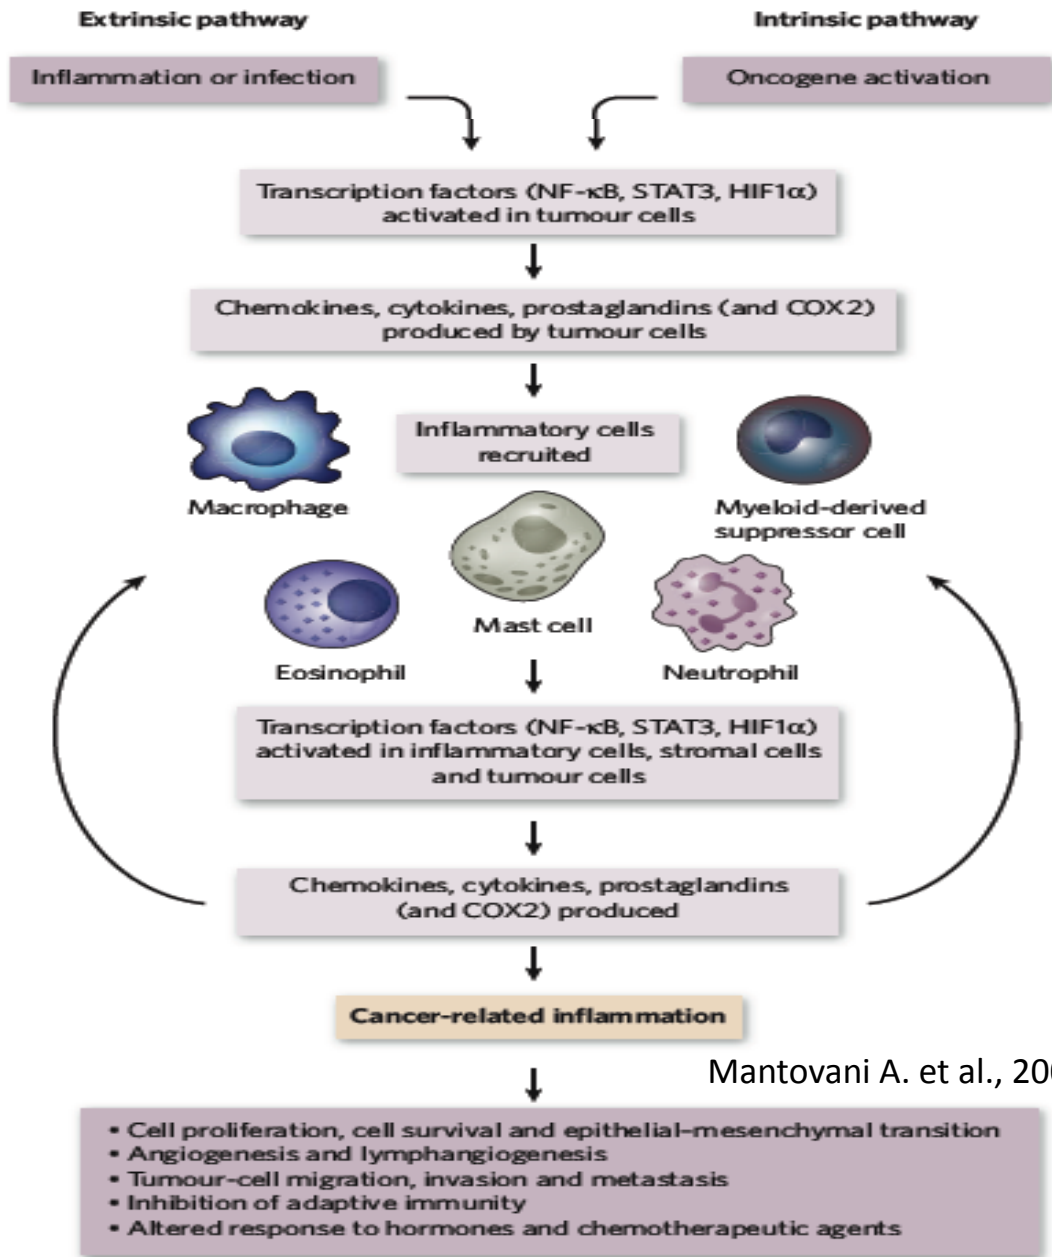 Extrinsic pathway
Intrinsic pathway
Inflammation or infection
Oncogene activation
Transcription factors (NF-κB, STAT3, HIF1α)
activated in tumour cells
Chemokines, cytokines, prostaglandins (and COX2)
produced by tumour cells
Inflammatory cells
recruited
Macrophage
Myeloid-derived
suppressor cell
Mast cell
Eosinophil
Neutrophil
Transcription factors (NF-κB, STAT3, HIF1α)
activated in inflammatory cells, stromal cells
and tumour cells
Chemokines, cytokines, prostaglandins
(and COX2) produced
Cancer-related inflammation
Mantovani A. et al.,
• Cell proliferation, cell survival and epithelial–mesenchymal transition
• Angiogenesis and lymphangiogenesis
• Tumour-cell migration, invasion and metastasis
• Inhibition of adaptive immunity
• Altered response to hormones and chemotherapeutic agents